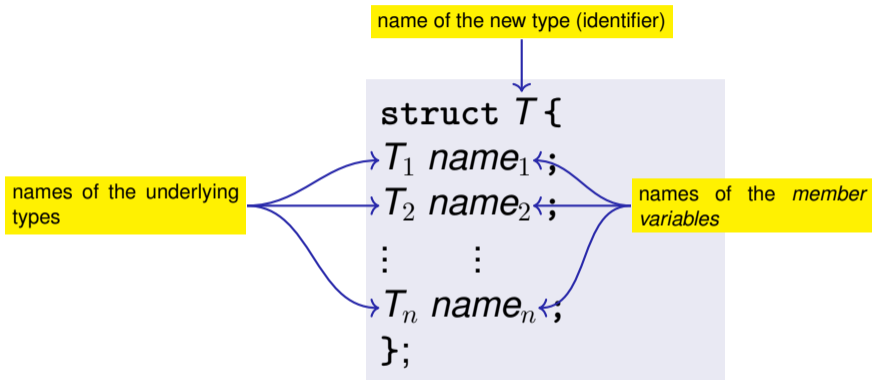 name of the new type (identifier)
struct T {
T₁ name₁ ;
names of the underlying
types
T₂ name₂ ;
names of the member
variables
⋮ ⋮
Tₙ nameₙ ;
};